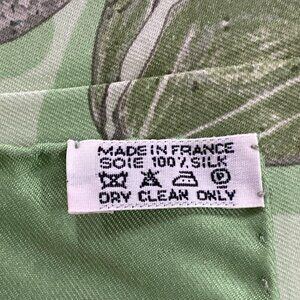 MADE IN FRANCE
SOIE 100% SILK
P
DRY CLEAN ONLY